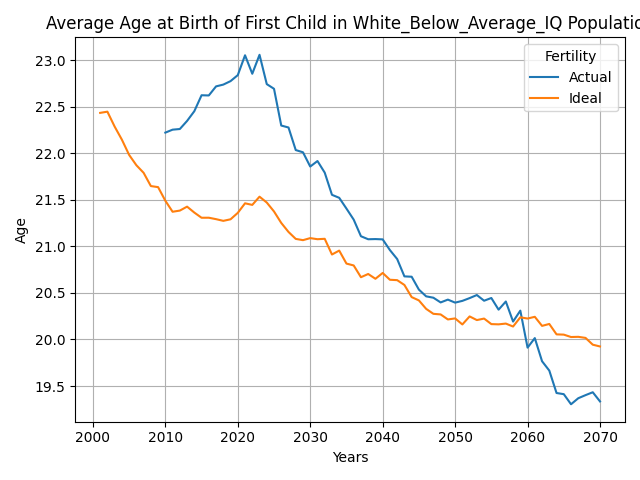 Average Age at Birth of First Child in White_Below_Average_IQ Populatio
Fertility
Actual
Ideal
23.0
22.5
22.0
21.5
21.0
20.5
20.0
19.5
Age
2000 2010 2020 2030 2040 2050 2060 2070
Years